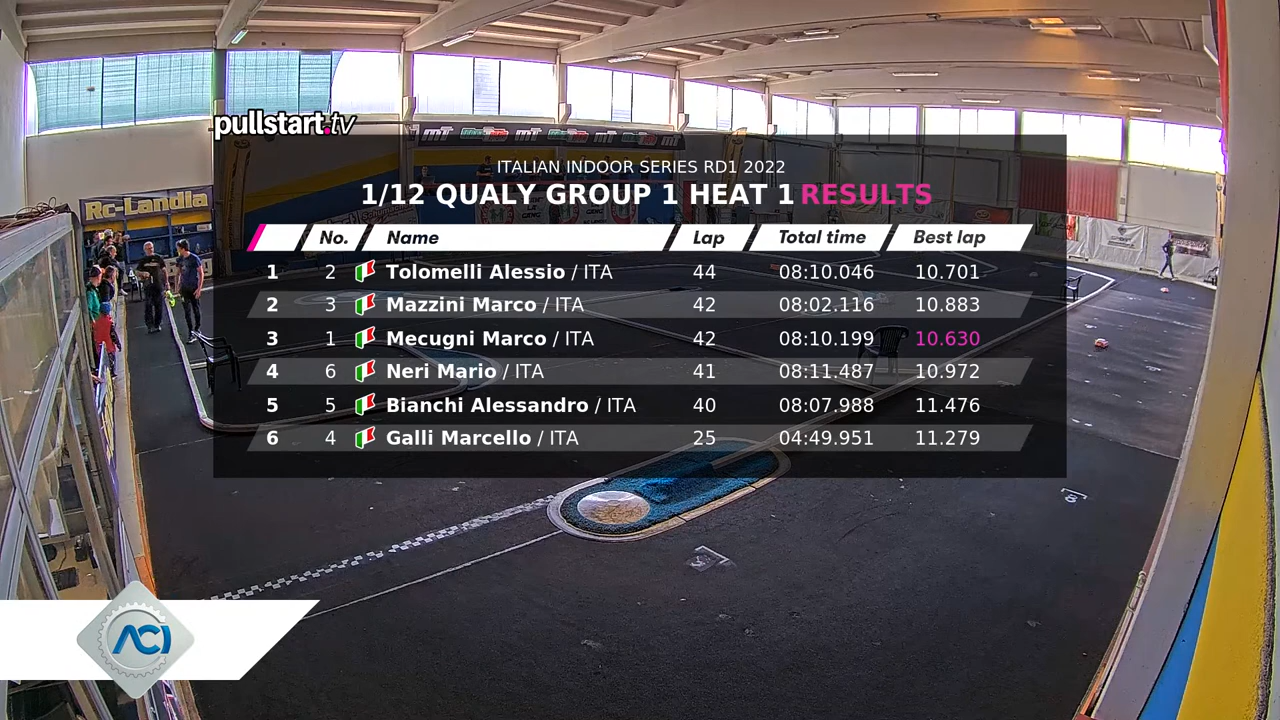 pullstart.tv
Rc-Landia
ITALIAN INDOOR SERIES RD1 2022
1/12 QUALY GROUP 1 HEAT 1 RESULTS
No. Name Lap Total time Best lap
1 2 Tolomelli Alessio / ITA 44 08:10.046 10.701
2 3 Mazzini Marco / ITA 42 08:02.116 10.883
3 1 Mecugni Marco / ITA 42 08:10.199 10.630
4 6 Neri Mario / ITA 41 08:11.487 10.972
5 5 Bianchi Alessandro / ITA 40 08:07.988 11.476
6 4 Galli Marcello / ITA 25 04:49.951 11.279
ACI